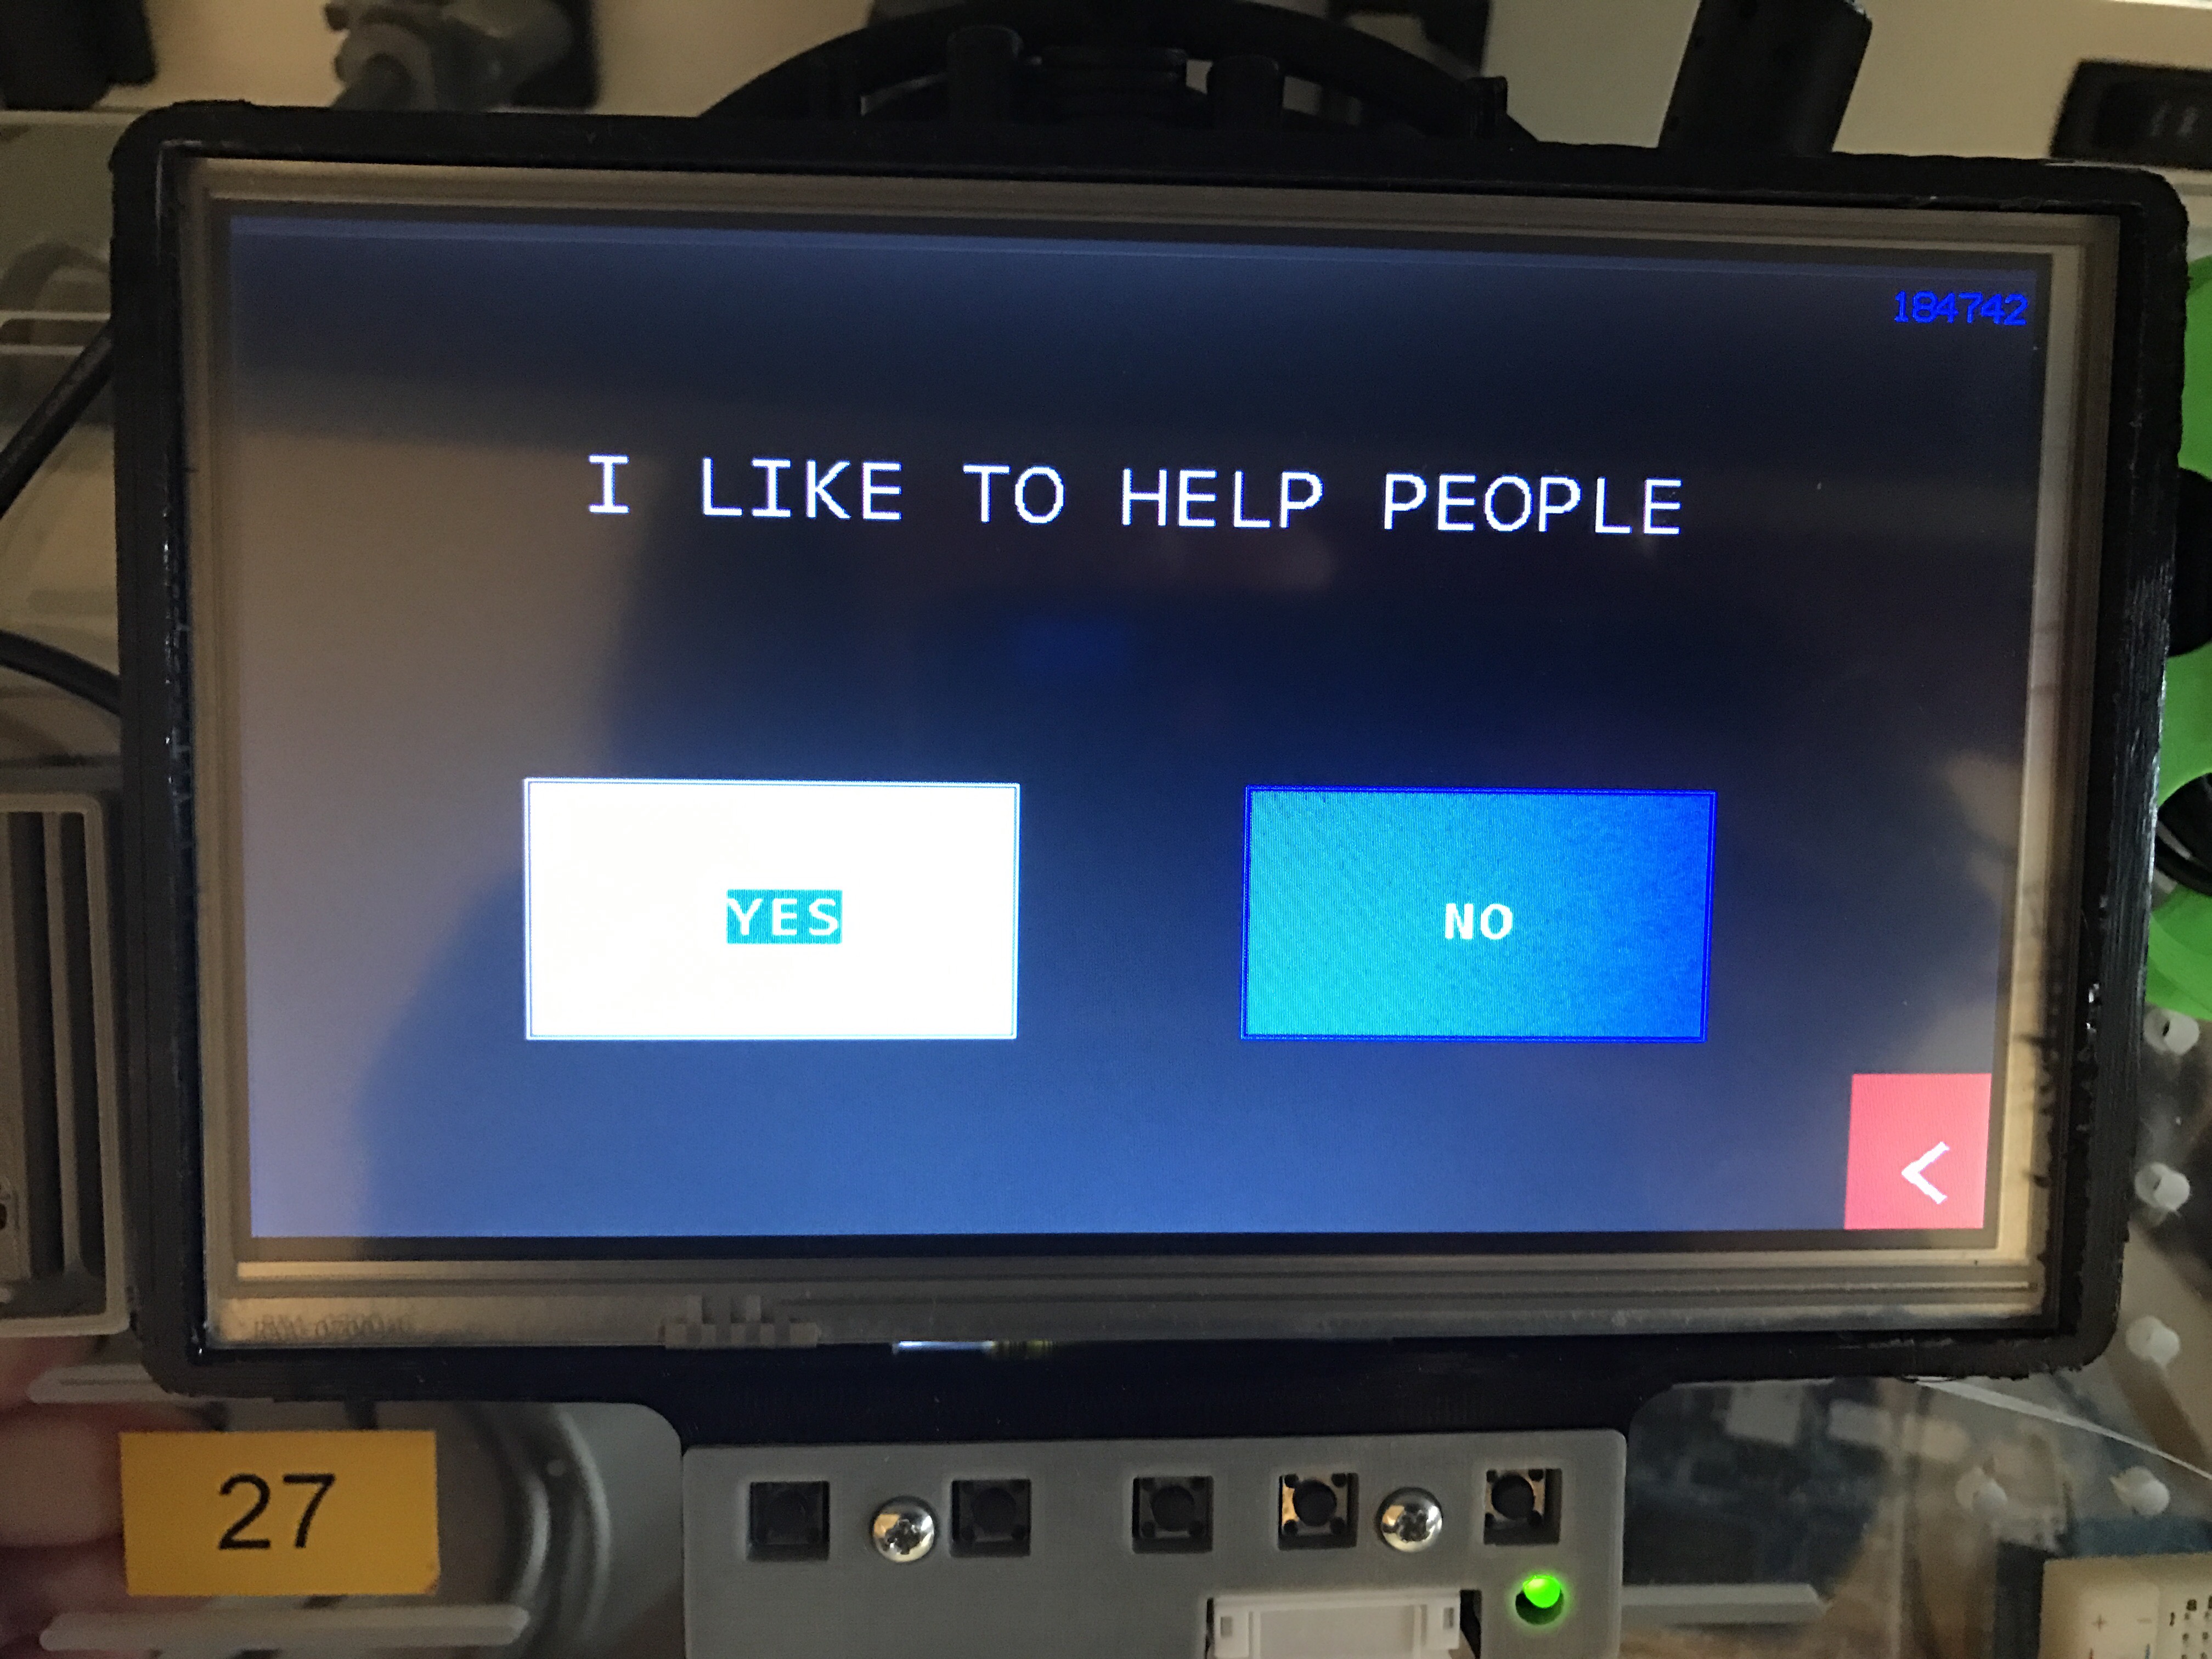 184742
I LIKE TO HELP PEOPLE
YES
NO
<
27